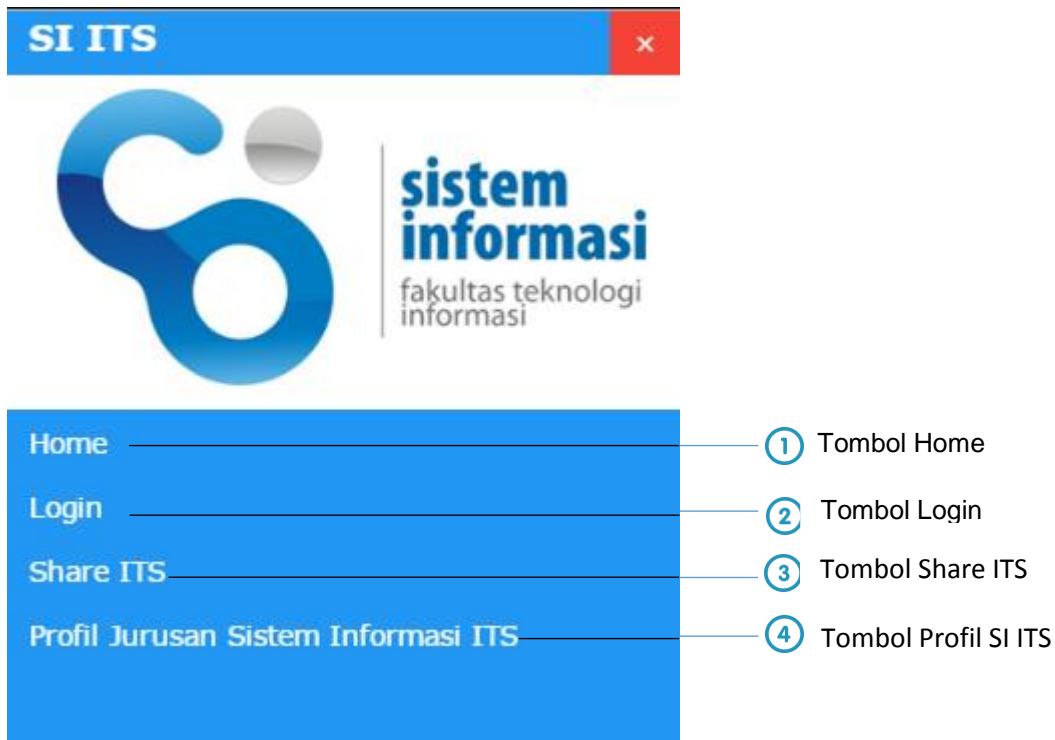 SI ITS
×
sistem
informasi
fakultas teknologi
informasi
Home
1 Tombol Home
Login
2 Tombol Login
Share ITS
3 Tombol Share ITS
Profil Jurusan Sistem Informasi ITS
4 Tombol Profil SI ITS